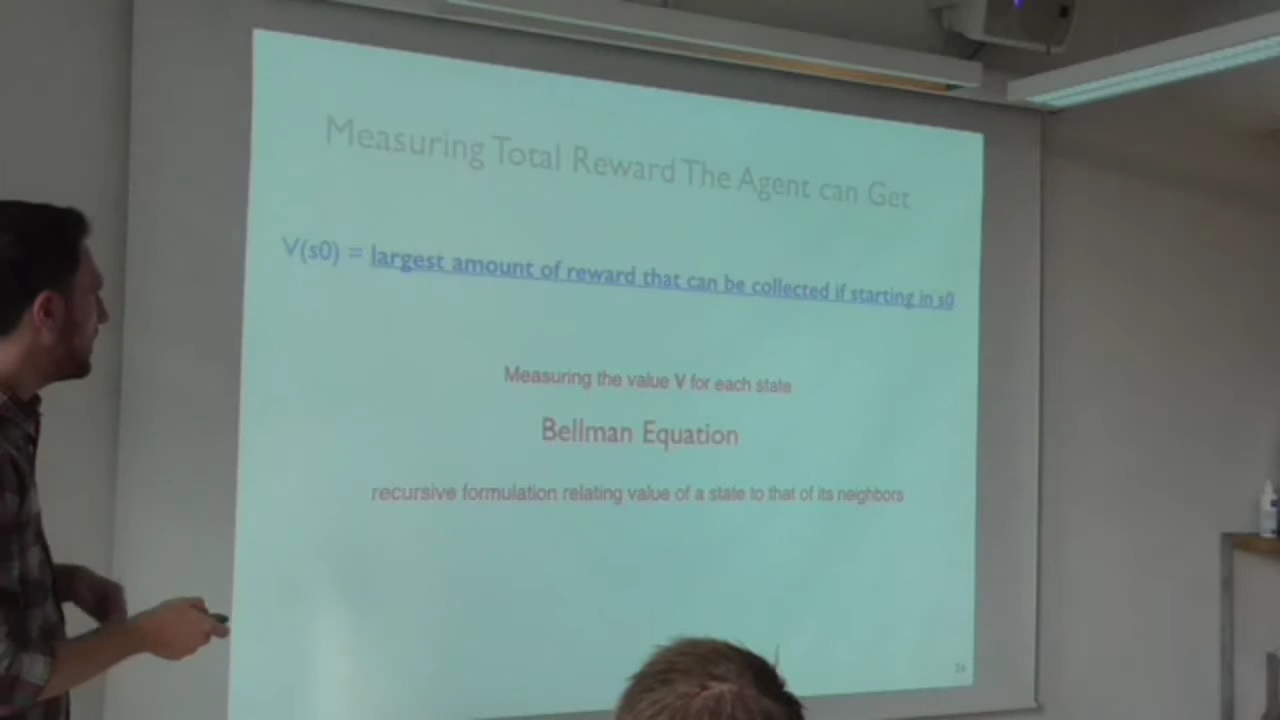 Measuring Total Reward The Agent can Get
V(s0) = largest amount of reward that can be collected if starting in s0
Measuring the value V for each state
Bellman Equation
recursive formulation relating value of a state to that of its neighbors